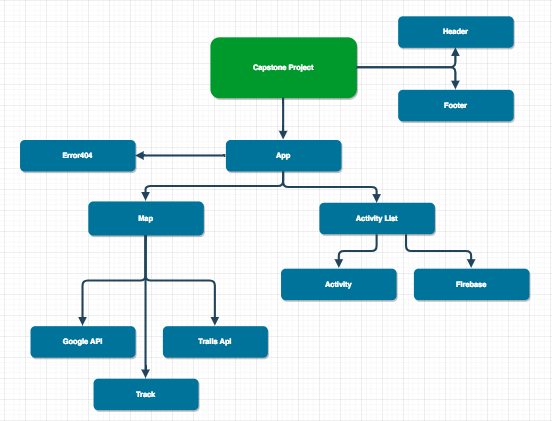 Header
Capstone Project
Footer
Error404
App
Map
Activity List
Activity
Firebase
Google API
Trails Api
Track